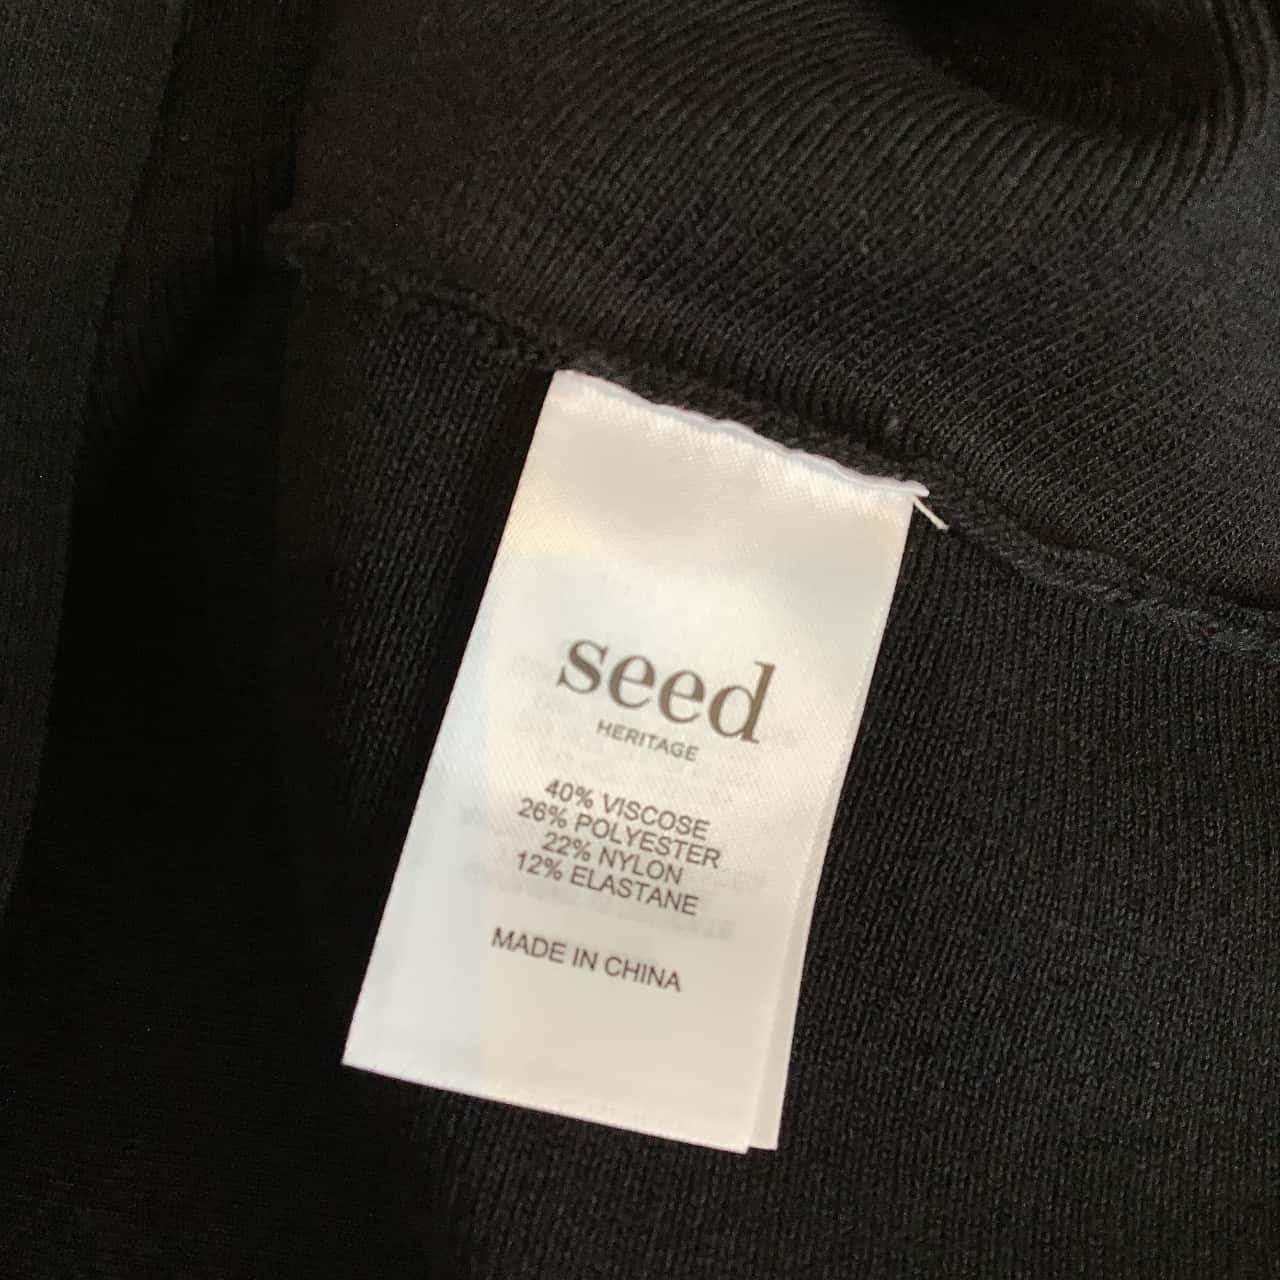 seed
HERITAGE
40% VISCOSE
26% POLYESTER
22% NYLON
12% ELASTANE
MADE IN CHINA